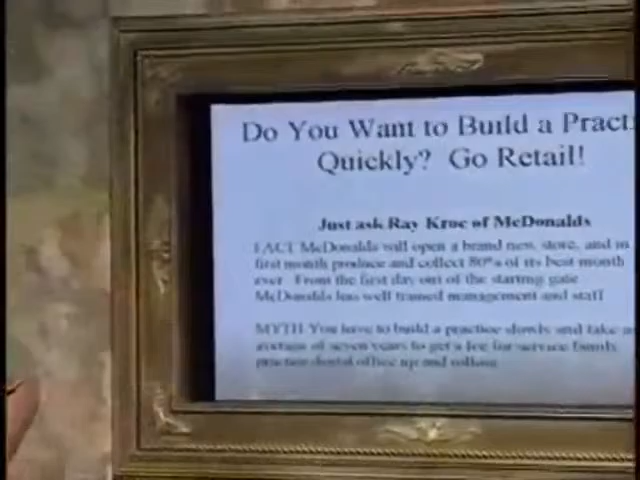 Do You Want to Build a Pract
Quickly? Go Retail!
Just ask Ray Kroc of McDonalds
FACT McDonalds will open a brand new store, and in
first month produce and collect 80% of its best month
ever From the first day out of the starting gate
McDonalds has well trained management and staff
MYTH You have to build a practice slowly and take a
average of seven years to get a fee for service family
practice dental office up and rolling